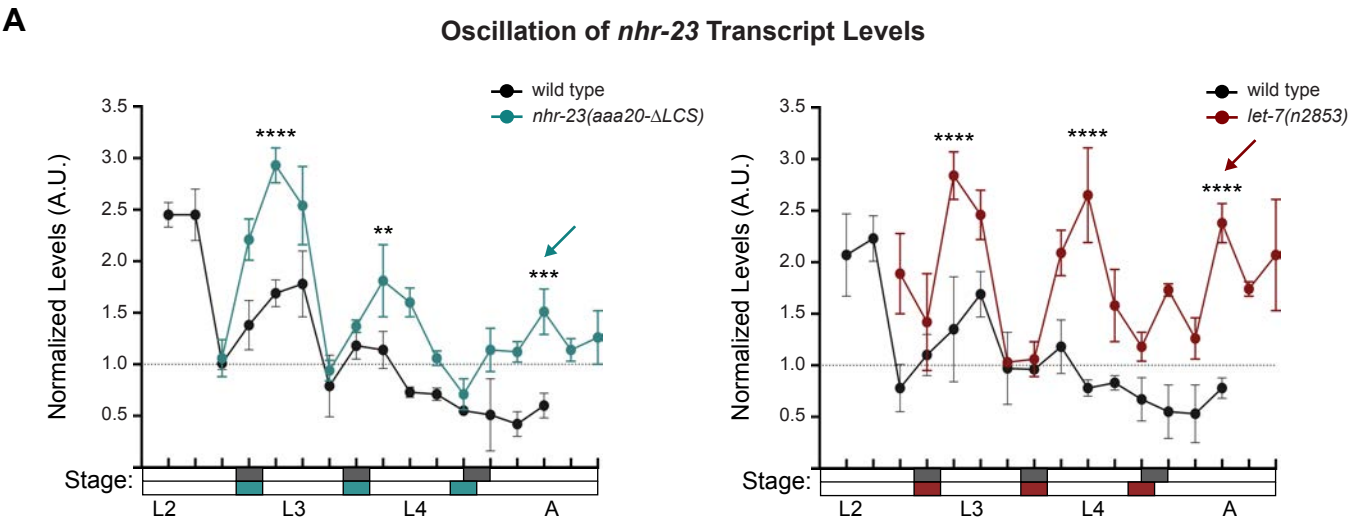 A
Oscillation of nhr-23 Transcript Levels
wild type
nhr-23(aaa20-ΔLCS)
Normalized Levels (A.U.)
3.5
3.0
2.5
2.0
1.5
1.0
0.5
****
**
***
Stage:
L2 L3 L4 A
wild type
let-7(n2853)
Normalized Levels (A.U.)
3.5
3.0
2.5
2.0
1.5
1.0
0.5
****
****
****
L2 L3 L4 A